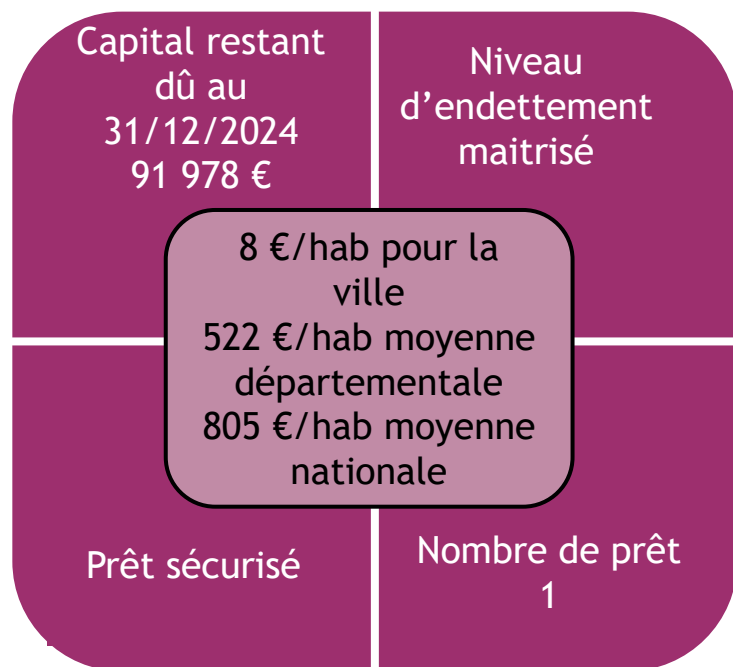 Capital restant
dû au
31/12/2024
91 978 €
Niveau
d’endettement
maitrisé
8 €/hab pour la
ville
522 €/hab moyenne
départementale
805 €/hab moyenne
nationale
Prêt sécurisé
Nombre de prêt
1